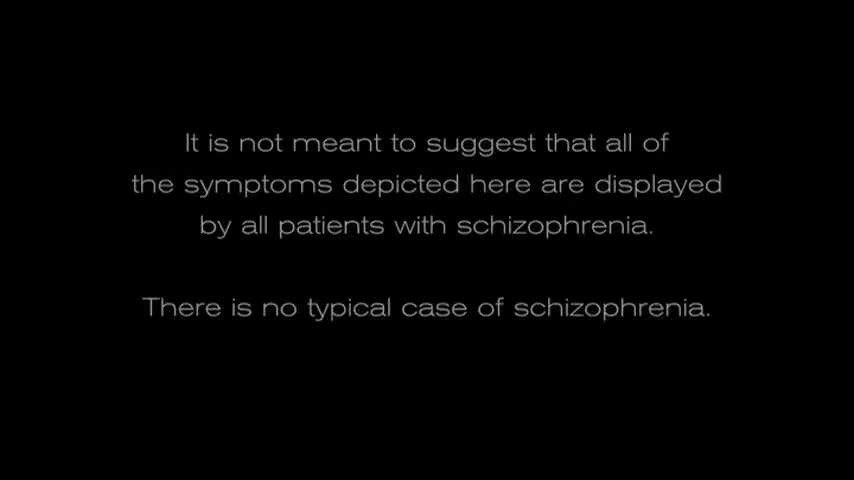 It is not meant to suggest that all of
the symptoms depicted here are displayed
by all patients with schizophrenia.
There is no typical case of schizophrenia.